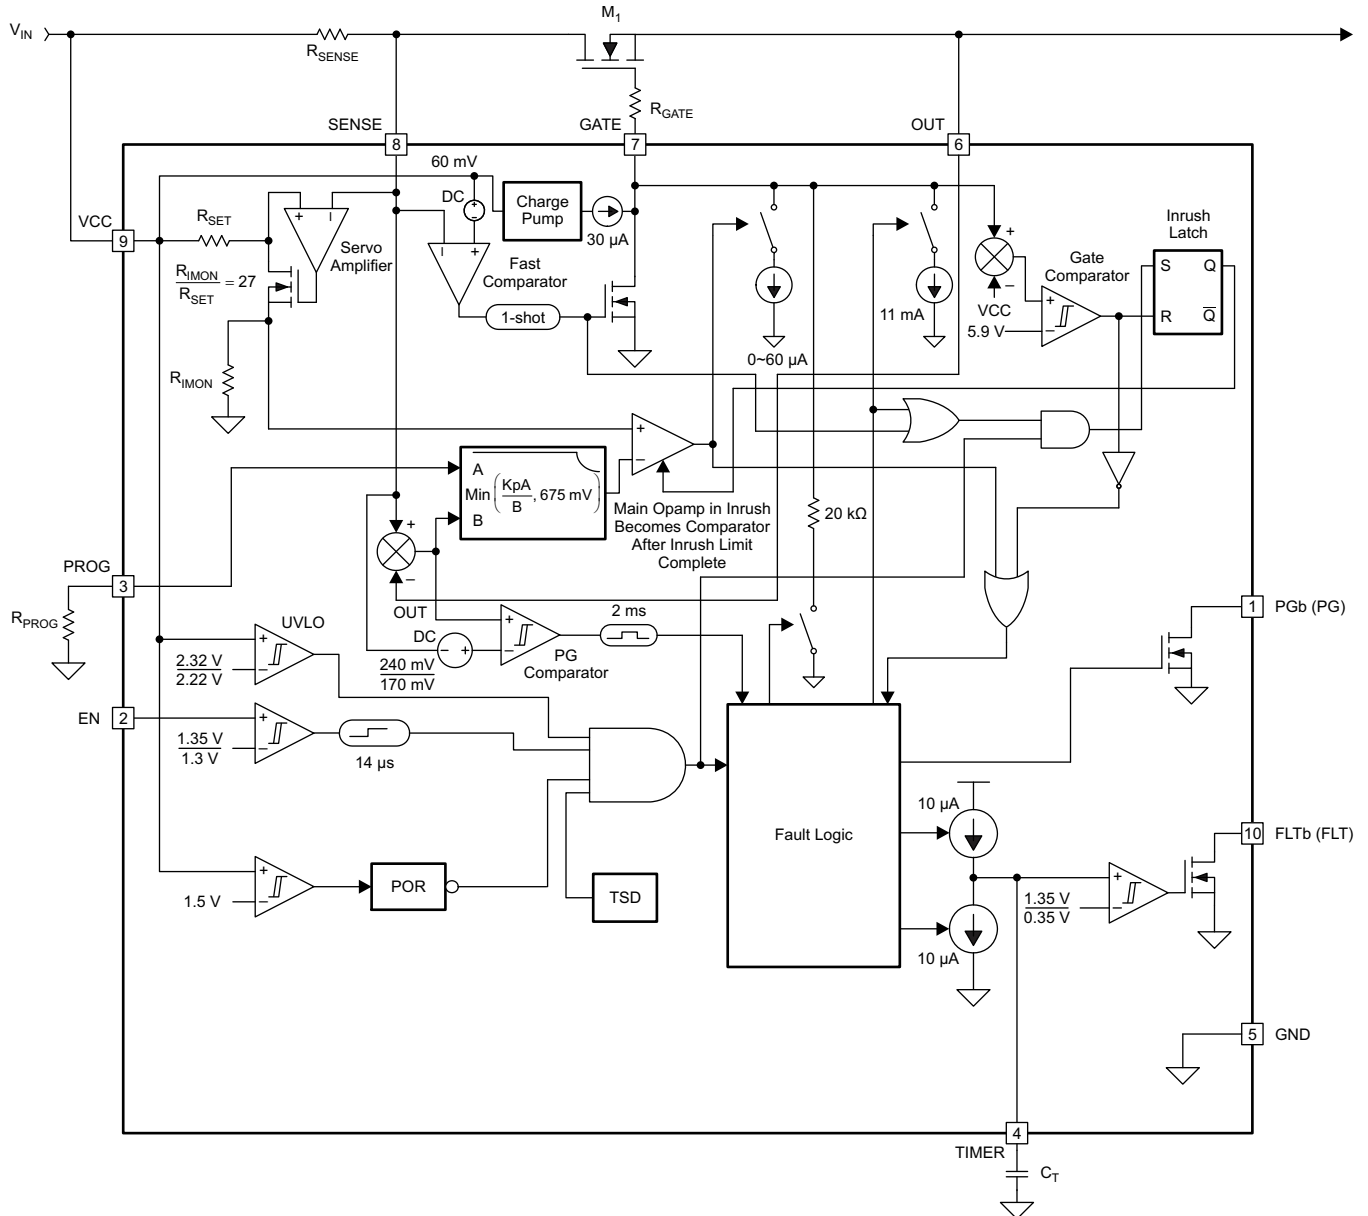 M1
VIN
RSENSE
RGATE
SENSE
GATE
OUT
8
7
6
60 mV
DC
+
–
Charge
Pump
30 µA
VCC
9
RSET
+
–
Servo
Amplifier
RIMON
RSET
= 27
–
+
Fast
Comparator
1-shot
RIMON
0~60 µA
11 mA
+
–
VCC
5.9 V
Gate
Comparator
+
–
Inrush
Latch
S
Q
R
Q̅
A
Min ( KpA
B
, 675 mV )
B
+
–
Main Opamp in Inrush
Becomes Comparator
After Inrush Limit
Complete
20 kΩ
PROG
3
RPROG
+
–
OUT
DC
–
+
240 mV
170 mV
+
–
PG
Comparator
2 ms
1
PGb (PG)
UVLO
2.32 V
2.22 V
+
–
EN
2
1.35 V
1.3 V
+
–
14 µs
Fault Logic
10 µA
10 µA
10
FLTb (FLT)
1.35 V
0.35 V
+
–
1.5 V
+
–
POR
TSD
5
GND
4
TIMER
CT